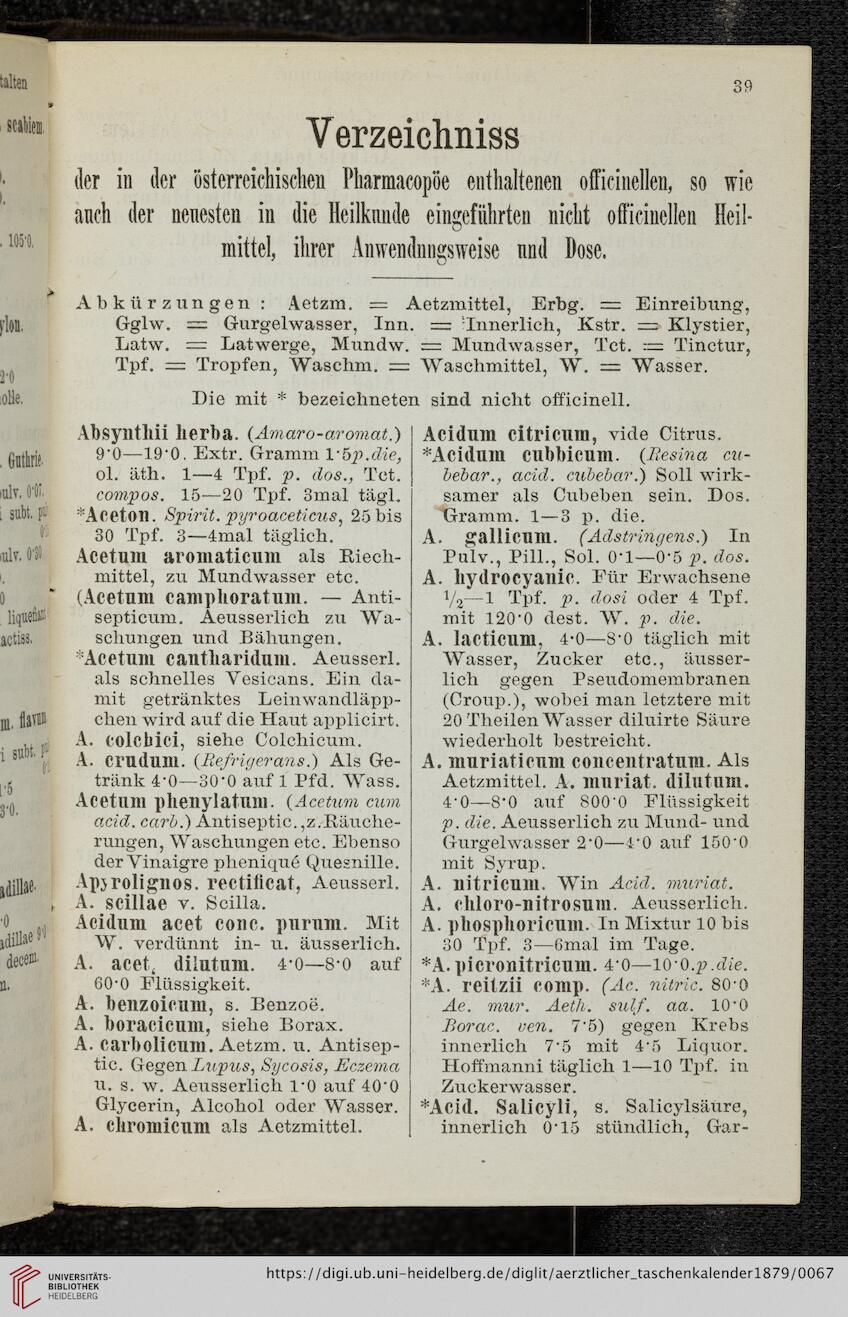 39
Verzeichniss
der in der österreichischen Pharmacopöe enthaltenen officinellen, so wie
auch der neuesten in die Heilkunde eingeführten nicht officinellen Heil-
mittel, ihrer Anwendungsweise und Dose.
Abkürzungen: Aetzm. = Aetzmittel, Erbg. = Einreibung,
Gglw. = Gurgelwasser, Inn. = Innerlich, Kstr. = Klystier,
Latw. = Latwerge, Mundw. = Mundwasser, Tct. = Tinctur,
Tpf. = Tropfen, Waschm. = Waschmittel, W. = Wasser.
Die mit * bezeichneten sind nicht officinell.
Absynthii herba. (Amaro-aromat.)
9·0—19·0. Extr. Gramm 1·5 p. die,
ol. äth. 1—4 Tpf. p. dos., Tct.
compos. 15—20 Tpf. 3mal tägl.
*Aceton. Spirit. pyroaceticus, 25 bis
30 Tpf. 3—4mal täglich.
Acetum aromaticum als Riech-
mittel, zu Mundwasser etc.
(Acetum camphoratum. — Anti-
septicum. Aeusserlich zu Wa-
schungen und Bähungen.
*Acetum cantharidum. Aeusserl.
als schnelles Vesicans. Ein da-
mit getränktes Leinwandläpp-
chen wird auf die Haut applicirt.
A. colchici, siehe Colchicum.
A. crudum. (Refrigerans.) Als Ge-
tränk 4·0—30·0 auf 1 Pfd. Wass.
Acetum phenylatum. (Acetum cum
acid. carb.) Antiseptic., z. Räuche-
rungen, Waschungen etc. Ebenso
der Vinaigre pheniqué Quesnille.
Apyrolignos. rectificat, Aeusserl.
A. scillae v. Scilla.
Acidum acet conc. purum. Mit
W. verdünnt in- u. äusserlich.
A. acet. dilutum. 4·0—8·0 auf
60·0 Flüssigkeit.
A. benzoicum, s. Benzoë.
A. boracicum, siehe Borax.
A. carbolicum. Aetzm. u. Antisep-
tic. Gegen Lupus, Sycosis, Eczema
u. s. w. Aeusserlich 1·0 auf 40·0
Glycerin, Alcohol oder Wasser.
A. chromicum als Aetzmittel.
Acidum citricum, vide Citrus.
*Acidum cubbicum. (Resina cu-
bebar., acid. cubebar.) Soll wirk-
samer als Cubeben sein. Dos.
Gramm. 1—3 p. die.
A. gallicum. (Adstringens.) In
Pulv., Pill., Sol. 0·1—0·5 p. dos.
A. hydrocyanic. Für Erwachsene
1/2—1 Tpf. p. dosi oder 4 Tpf.
mit 120·0 dest. W. p. die.
A. lacticum, 4·0—8·0 täglich mit
Wasser, Zucker etc., äusser-
lich gegen Pseudomembranen
(Croup.), wobei man letztere mit
20 Theilen Wasser diluirte Säure
wiederholt bestreicht.
A. muriaticum concentratum. Als
Aetzmittel. A. muriat. dilutum.
4·0—8·0 auf 800·0 Flüssigkeit
p. die. Aeusserlich zu Mund- und
Gurgelwasser 2·0—4·0 auf 150·0
mit Syrup.
A. nitricum. Win Acid. muriat.
A. chloro-nitrosum. Aeusserlich.
A. phosphoricum. In Mixtur 10 bis
30 Tpf. 3—6mal im Tage.
*A. picronitricum. 4·0—10·0. p. die.
*A. reitzii comp. (Ac. nitric. 80·0
Ae. mur. Aeth. sulf. aa. 10·0
Borac. ven. 7·5) gegen Krebs
innerlich 7·5 mit 4·5 Liquor.
Hoffmanni täglich 1—10 Tpf. in
Zuckerwasser.
*Acid. Salicyli, s. Salicylsäure,
innerlich 0·15 stündlich, Gar-
talten
scabiem.
105·0.
2·0
Guthrie.
subt.
actiss.
subt.
3·0.
decem.
UNIVERSITÄTS-
BIBLIOTHEK
HEIDELBERG
https://digi.ub.uni-heidelberg.de/diglit/aerztlicher_taschenkalender1879/0067